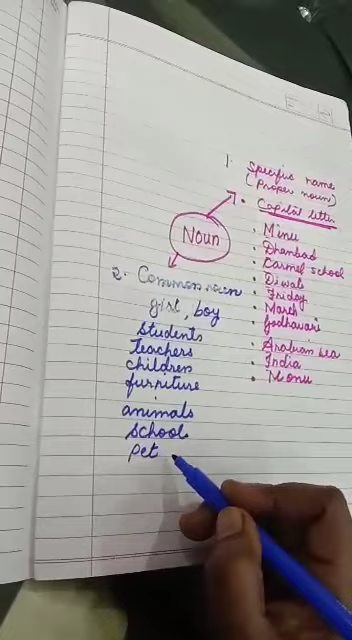 1. Specific name
(Proper noun)
• Capital letter
Noun
• Minu
• Dhanbad
• Carmel school
• Diwali
• Friday
• March
• Godhavari
• Arabian sea
• India
• Monu
2. Common noun
girl, boy
Students
Teachers
children
furniture
animals
School
Pet